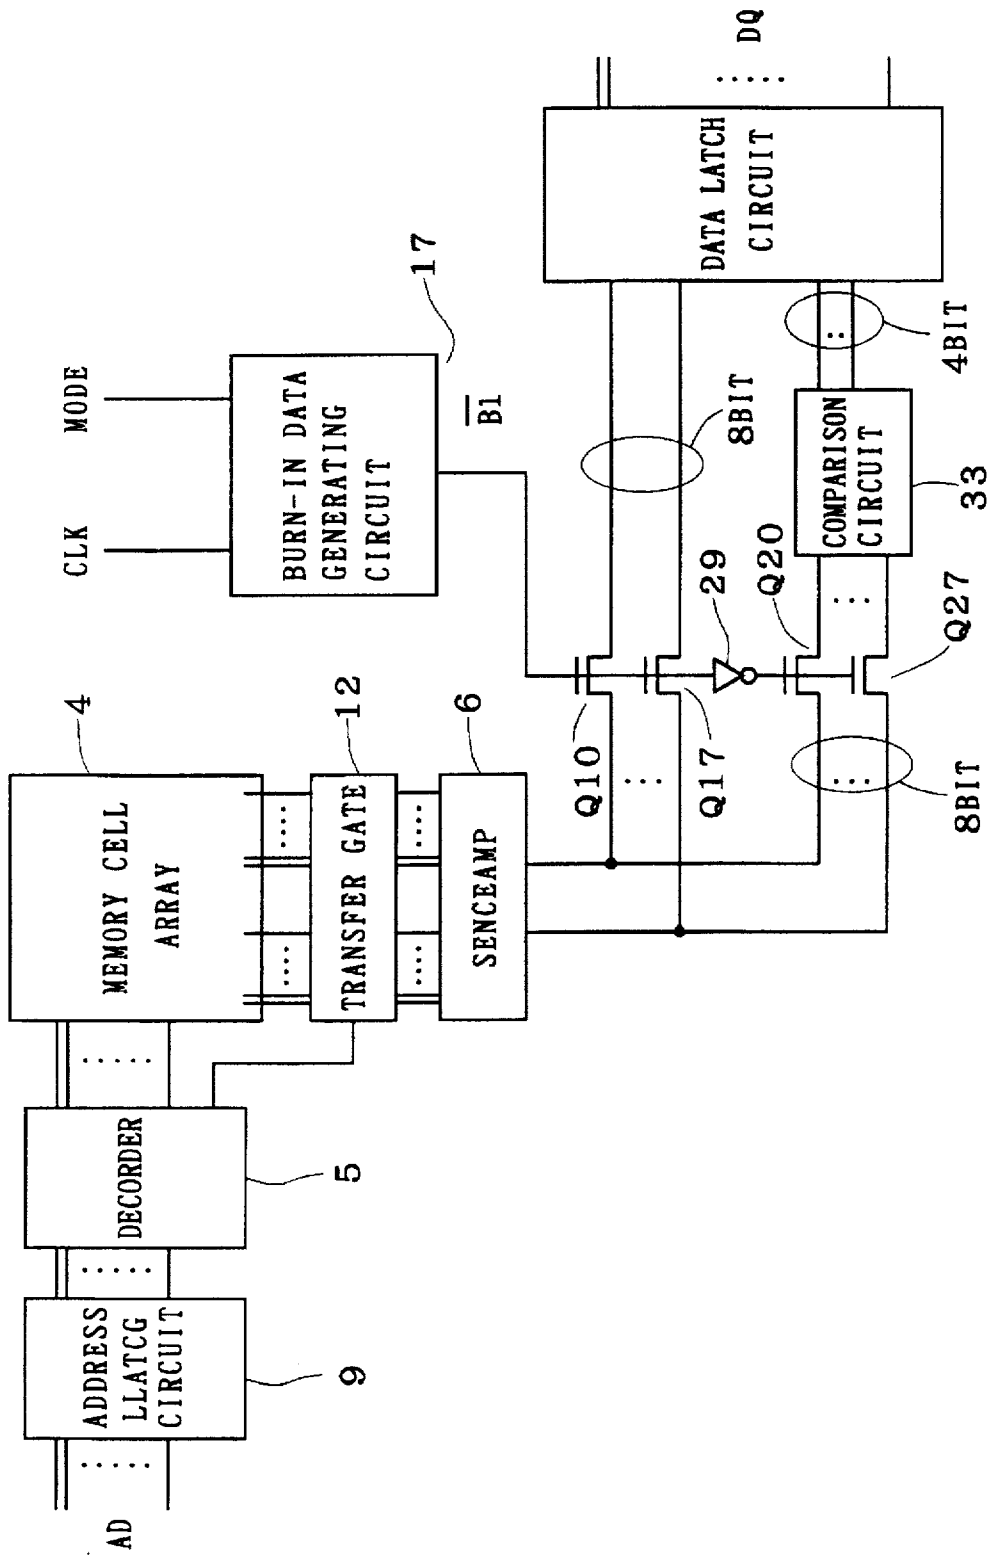 AD
ADDRESS
LLATCG
CIRCUIT
9
DECORDER
5
MEMORY CELL
ARRAY
4
TRANSFER GATE
12
SENCEAMP
6
CLK
MODE
BURN-IN DATA
GENERATING
CIRCUIT
17
B1
Q10
Q17
29
Q20
Q27
8BIT
8BIT
COMPARISON
CIRCUIT
33
4BIT
DATA LATCH
CIRCUIT
DQ